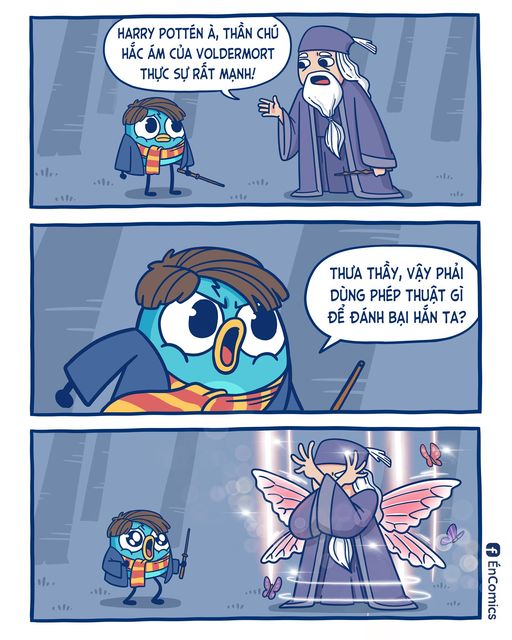 HARRY POTTÉN À, THẦN CHÚ
HẮC ÁM CỦA VOLDERMORT
THỰC SỰ RẤT MẠNH!
THƯA THẦY, VẬY PHẢI
DÙNG PHÉP THUẬT GÌ
ĐỂ ĐÁNH BẠI HẮN TA?
ÉnComics